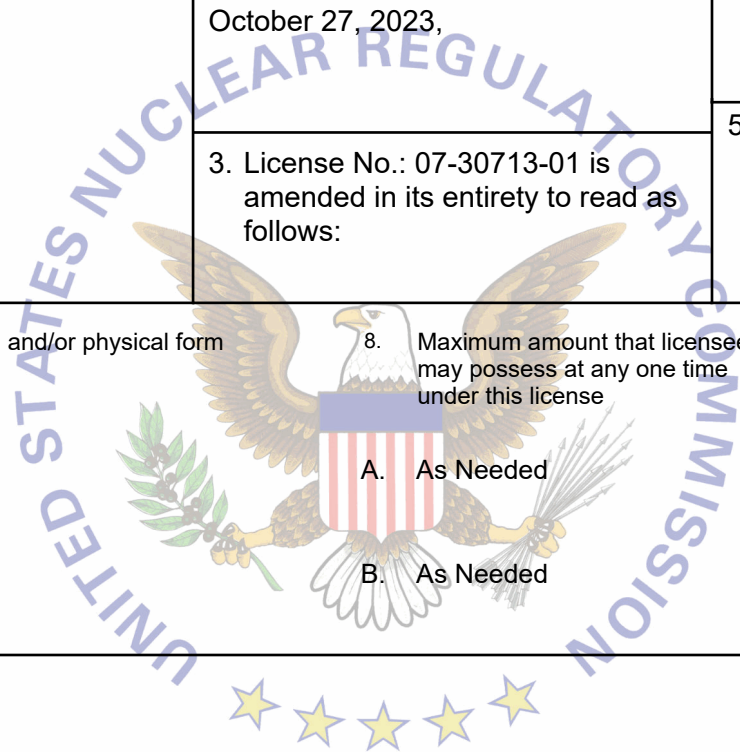 October 27, 2023,
5
3. License No.: 07-30713-01 is
amended in its entirety to read as
follows:
and/or physical form
8. Maximum amount that licensee
may possess at any one time
under this license
A. As Needed
B. As Needed
UNITED STATES NUCLEAR REGULATORY COMMISSION